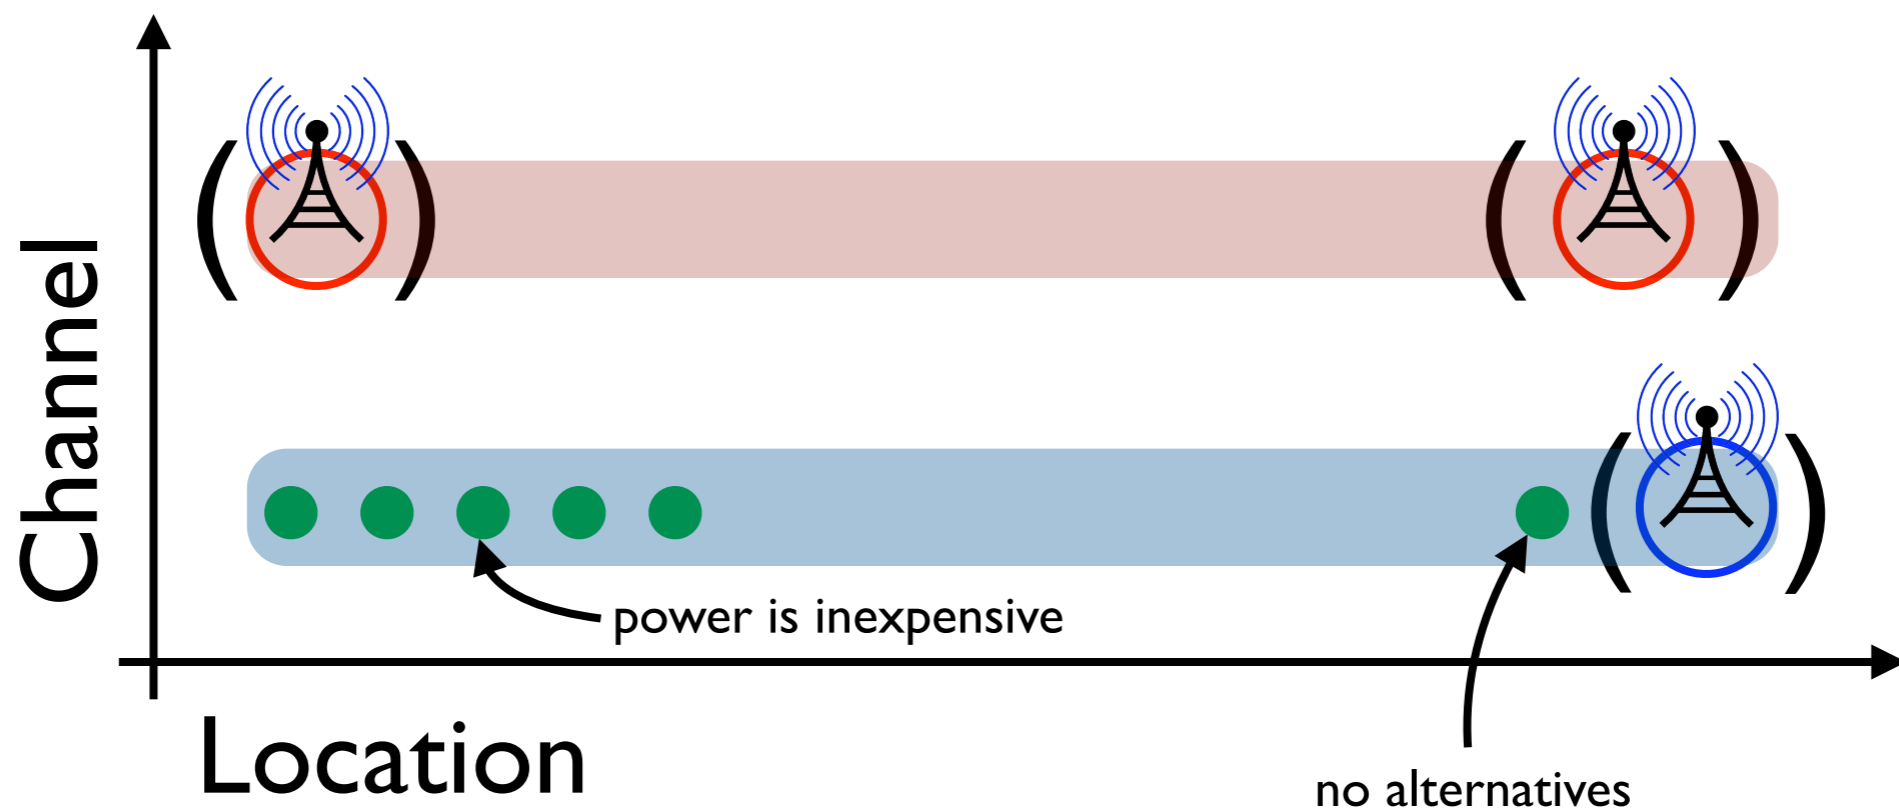 Channel
power is inexpensive
Location
no alternatives